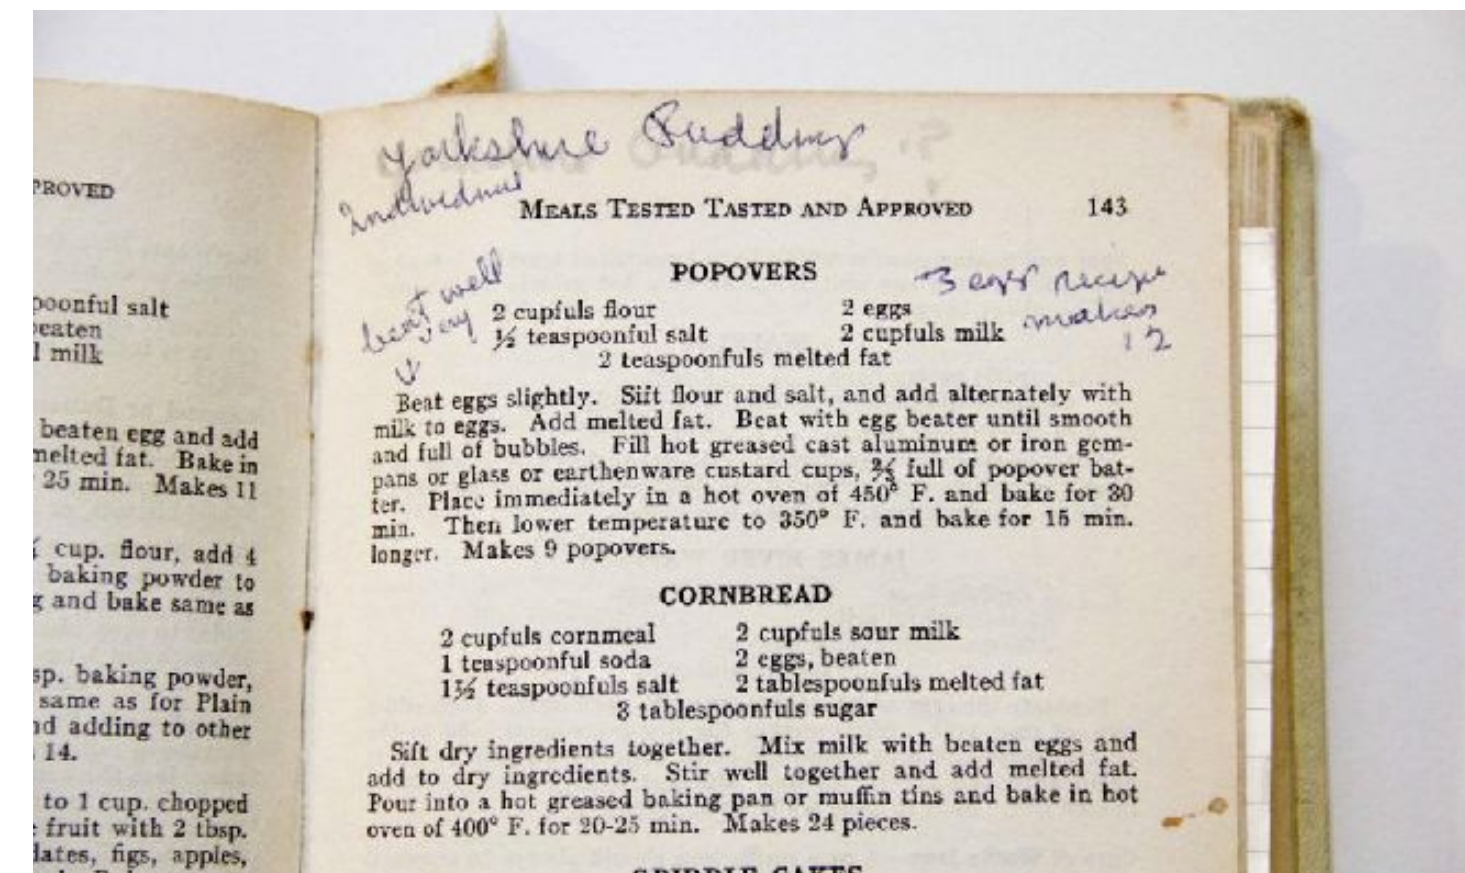 PROVED
poonful salt
beaten
l milk
beaten egg and add
melted fat. Bake in
25 min. Makes 11
cup. flour, add 4
baking powder to
g and bake same as
sp. baking powder,
same as for Plain
nd adding to other
14.
to 1 cup. chopped
fruit with 2 tbsp.
dates, figs, apples,
Yorkshire Pudding
Individual
MEALS TESTED TASTED AND APPROVED 143
POPOVERS
3 eggs recipe
makes
12
beat well
2 cupfuls flour 2 eggs
½ teaspoonful salt 2 cupfuls milk
2 teaspoonfuls melted fat
Beat eggs slightly. Sift flour and salt, and add alternately with
milk to eggs. Add melted fat. Beat with egg beater until smooth
and full of bubbles. Fill hot greased cast aluminum or iron gem-
pans or glass or earthenware custard cups, ⅔ full of popover bat-
ter. Place immediately in a hot oven of 450° F. and bake for 30
min. Then lower temperature to 350° F. and bake for 15 min.
longer. Makes 9 popovers.
CORNBREAD
2 cupfuls cornmeal 2 cupfuls sour milk
1 teaspoonful soda 2 eggs, beaten
1½ teaspoonfuls salt 2 tablespoonfuls melted fat
3 tablespoonfuls sugar
Sift dry ingredients together. Mix milk with beaten eggs and
add to dry ingredients. Stir well together and add melted fat.
Pour into a hot greased baking pan or muffin tins and bake in hot
oven of 400° F. for 20-25 min. Makes 24 pieces.
GRIDDLE CAKES